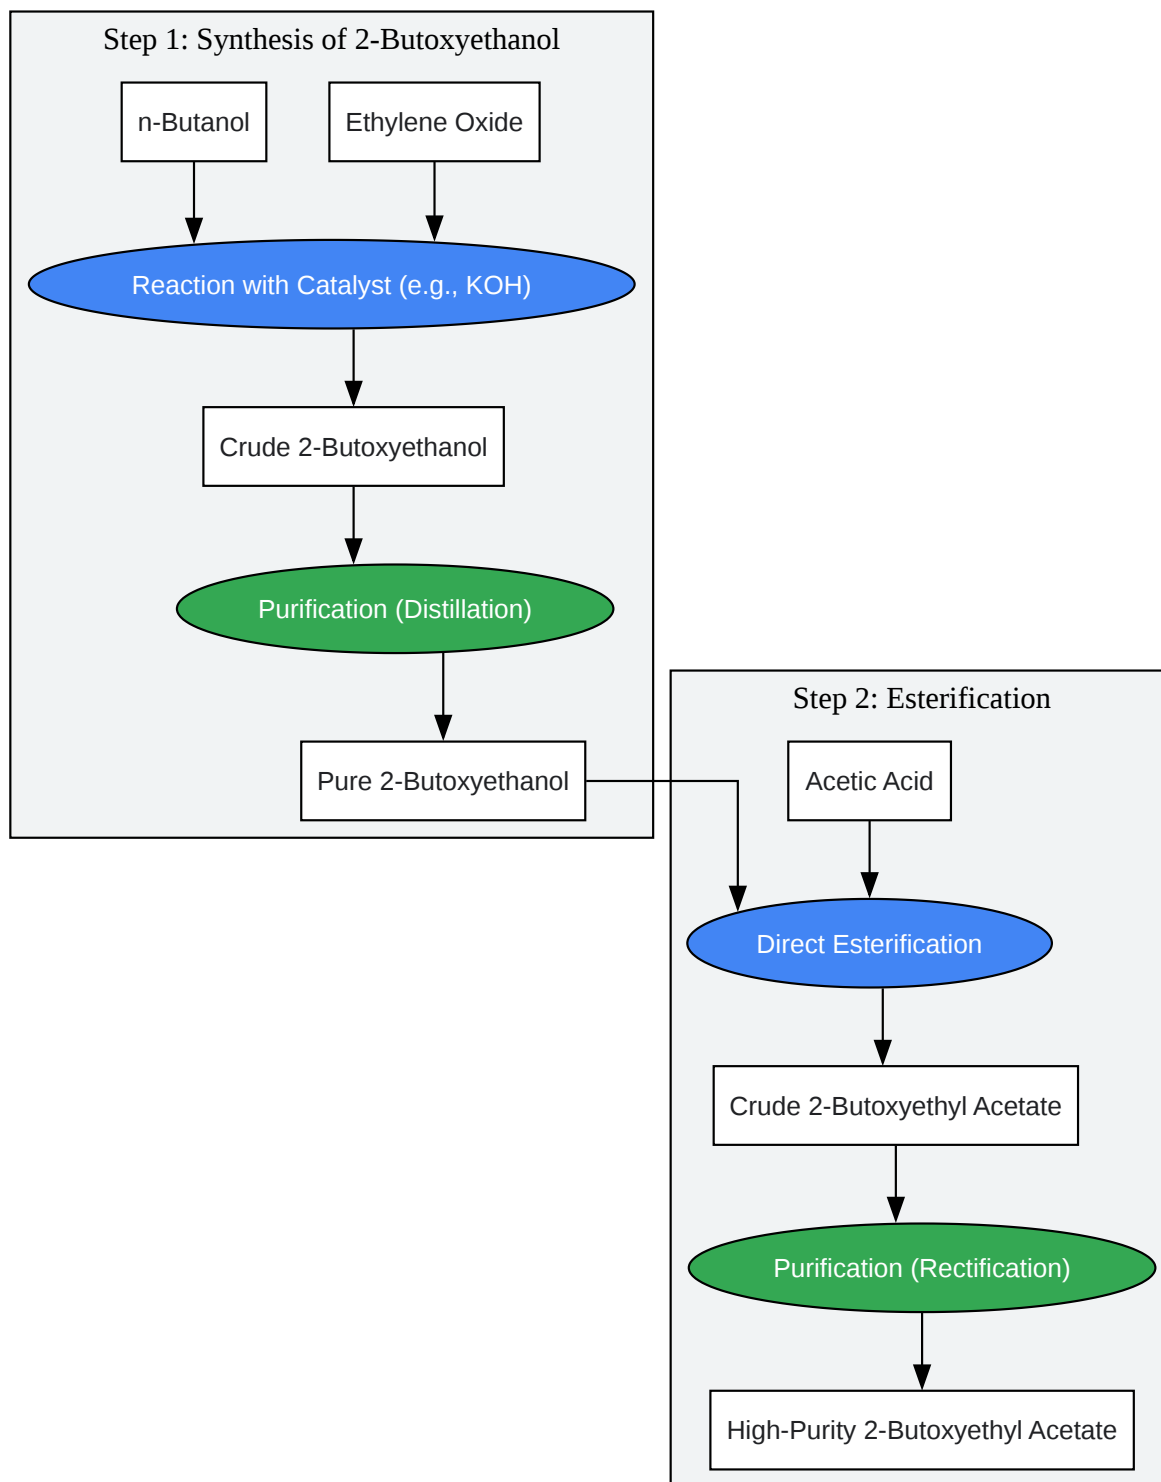 Step 1: Synthesis of 2-Butoxyethanol
n-Butanol
Ethylene Oxide
Reaction with Catalyst (e.g., KOH)
Crude 2-Butoxyethanol
Purification (Distillation)
Pure 2-Butoxyethanol
Step 2: Esterification
Acetic Acid
Direct Esterification
Crude 2-Butoxyethyl Acetate
Purification (Rectification)
High-Purity 2-Butoxyethyl Acetate